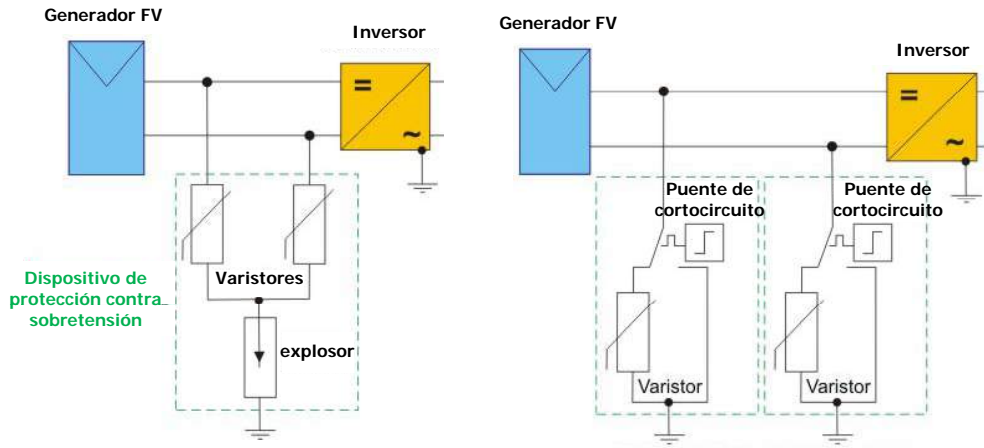 Generador FV
Inversor
=
~
Varistores
Dispositivo de
protección contra
sobretensión
explosor
Generador FV
Inversor
=
~
Puente de
cortocircuito
Puente de
cortocircuito
Varistor
Varistor